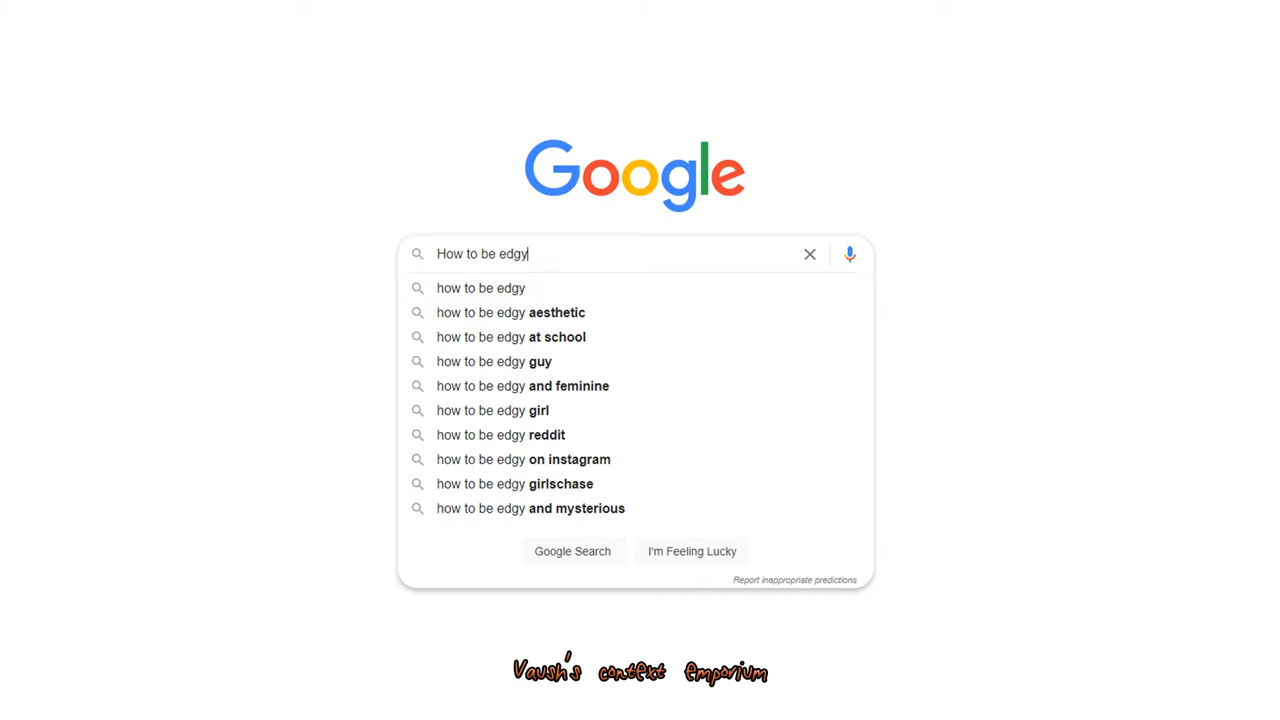 Google
How to be edgy
how to be edgy
how to be edgy aesthetic
how to be edgy at school
how to be edgy guy
how to be edgy and feminine
how to be edgy girl
how to be edgy reddit
how to be edgy on instagram
how to be edgy girlschase
how to be edgy and mysterious
Google Search I'm Feeling Lucky
Report inappropriate predictions
Vaush's context emporium